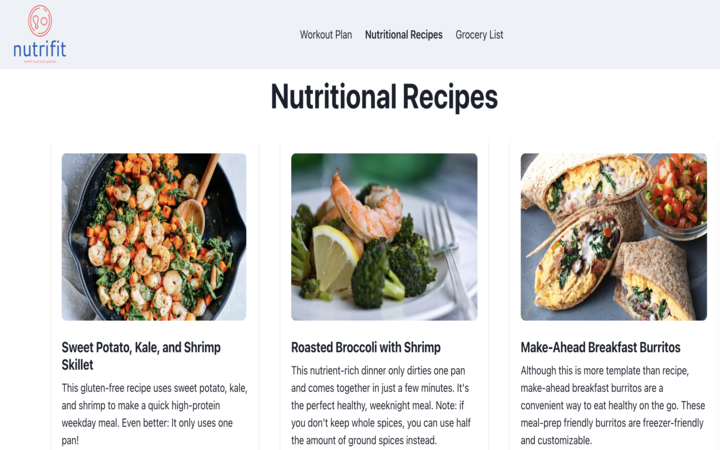 nutrifit
Workout Plan Nutritional Recipes Grocery List
Nutritional Recipes
Sweet Potato, Kale, and Shrimp
Skillet
This gluten-free recipe uses sweet potato, kale,
and shrimp to make a quick high-protein
weekday meal. Even better: It only uses one
pan!
Roasted Broccoli with Shrimp
This nutrient-rich dinner only dirties one pan
and comes together in just a few minutes. It's
the perfect healthy, weeknight meal. Note: if
you don't keep whole spices, you can use half
the amount of ground spices instead.
Make-Ahead Breakfast Burritos
Although this is more template than recipe,
make-ahead breakfast burritos are a
convenient way to eat healthy on the go. These
meal-prep friendly burritos are freezer-friendly
and customizable.